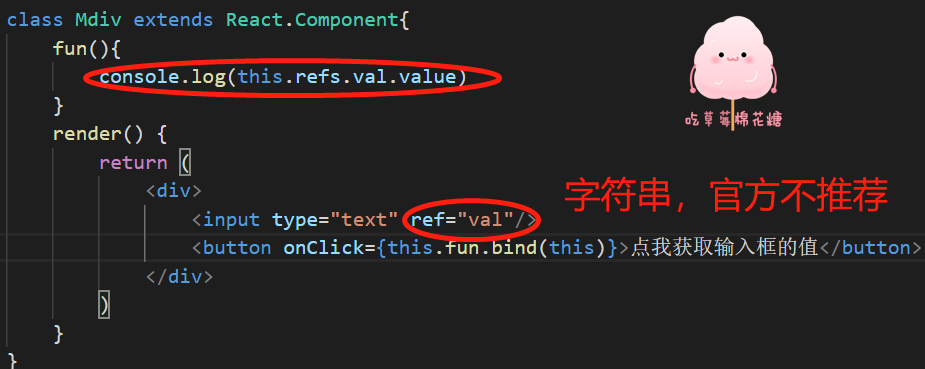 class Mdiv extends React.Component{
fun(){
console.log(this.refs.val.value)
}
render() {
return (
<div>
<input type="text" ref="val"/>
<button onClick={this.fun.bind(this)}>点我获取输入框的值</button>
</div>
)
}
}
吃草莓棉花糖
字符串，官方不推荐